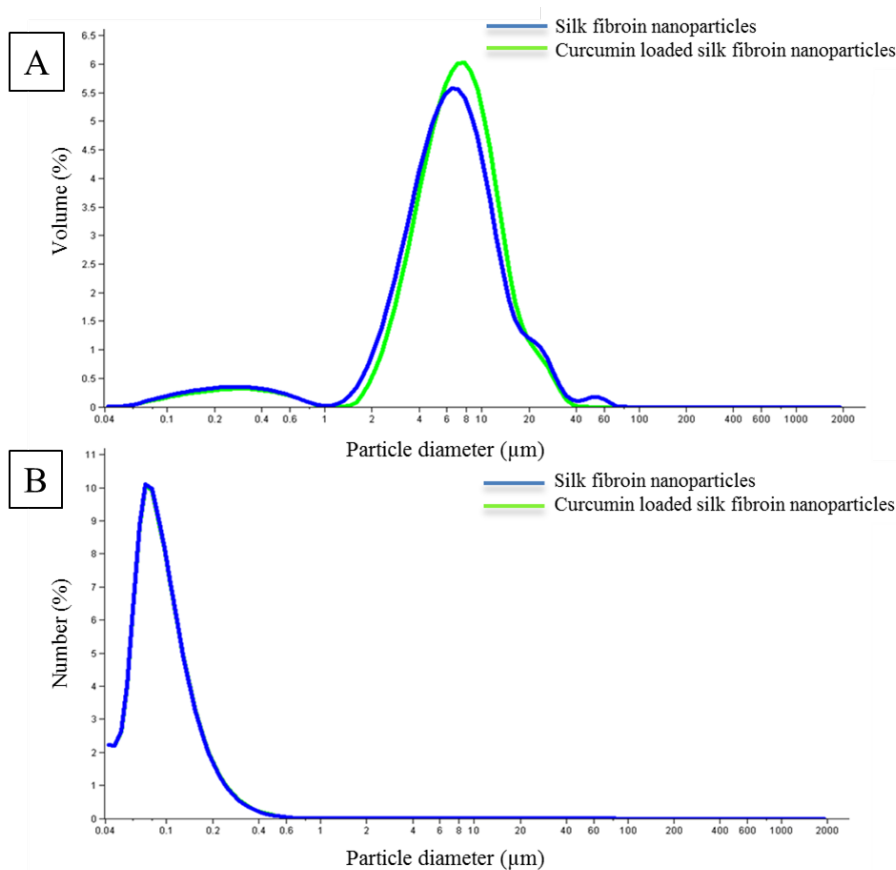 Silk fibroin nanoparticles
Curcumin loaded silk fibroin nanoparticles
A
6.5
6
5.5
5
4.5
4
3.5
3
2.5
2
1.5
1
0.5
0
Volume (%)
0.04 0.1 0.2 0.4 0.6 1 2 4 6 8 10 20 40 60 100 200 400 600 1000 2000
Particle diameter (µm)
B
Silk fibroin nanoparticles
Curcumin loaded silk fibroin nanoparticles
11
10
9
8
7
6
5
4
3
2
1
0
Number (%)
0.04 0.1 0.2 0.4 0.6 1 2 4 6 8 10 20 40 60 100 200 400 600 1000 2000
Particle diameter (µm)